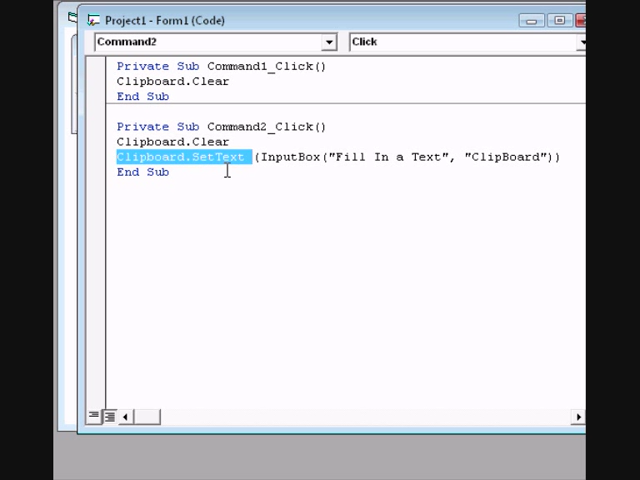 Project1 - Form1 (Code)
Command2 Click
Private Sub Command1_Click()
Clipboard.Clear
End Sub
Private Sub Command2_Click()
Clipboard.Clear
Clipboard.SetText (InputBox("Fill In a Text", "ClipBoard"))
End Sub